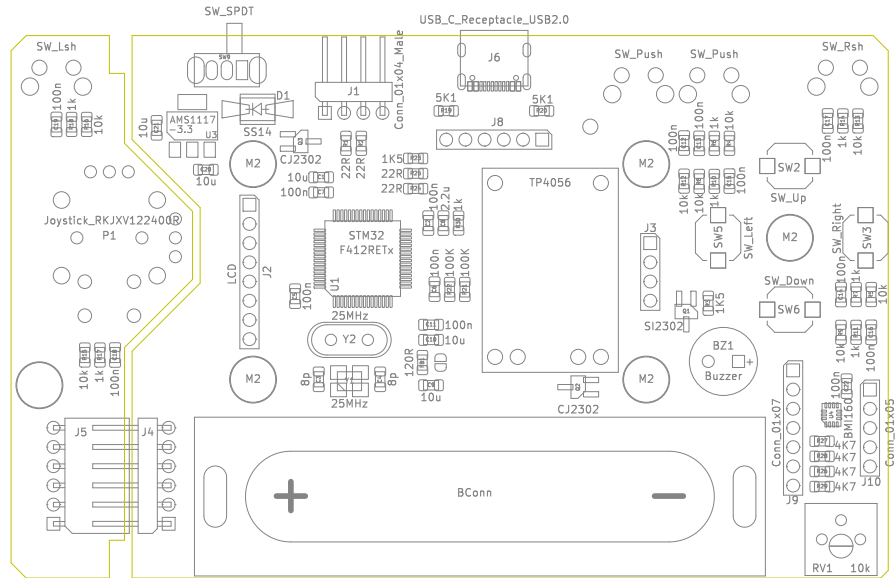 SW_SPDT
USB_C_Receptacle_USB2.0
SW_Lsh
J6
SW_Push
SW_Push
SW_Rsh
D1
J1
Conn_01x04_Male
100n
1k
10k
10u
AMS1117
-3.3
U3
SS14
5K1
5K1
J8
CJ2302
22R
22R
1K5
22R
22R
10u
M2
10u
100n
TP4056
M2
100n
1k
10k
10k
10k
1k
100n
SW2
SW_Up
100n
1k
10k
Joystick_RKJXV122400R
P1
LCD
J2
STM32
F412RETx
U1
25MHz
100n
100n
2.2u
1k
100n
100K
100K
J3
SW5
SW_Left
M2
SW_Right
SW3
SW_Down
SW6
100n
1k
10k
1K5
SI2302
Y2
100n
10u
120R
10u
10k
1k
100n
M2
8p
8p
25MHz
CJ2302
M2
BZ1
Buzzer
+
10k
1k
100n
100n
BMI160
Conn_01x07
Conn_01x05
4K7
4K7
4K7
4K7
J9
J10
J5
J4
BConn
RV1
10k